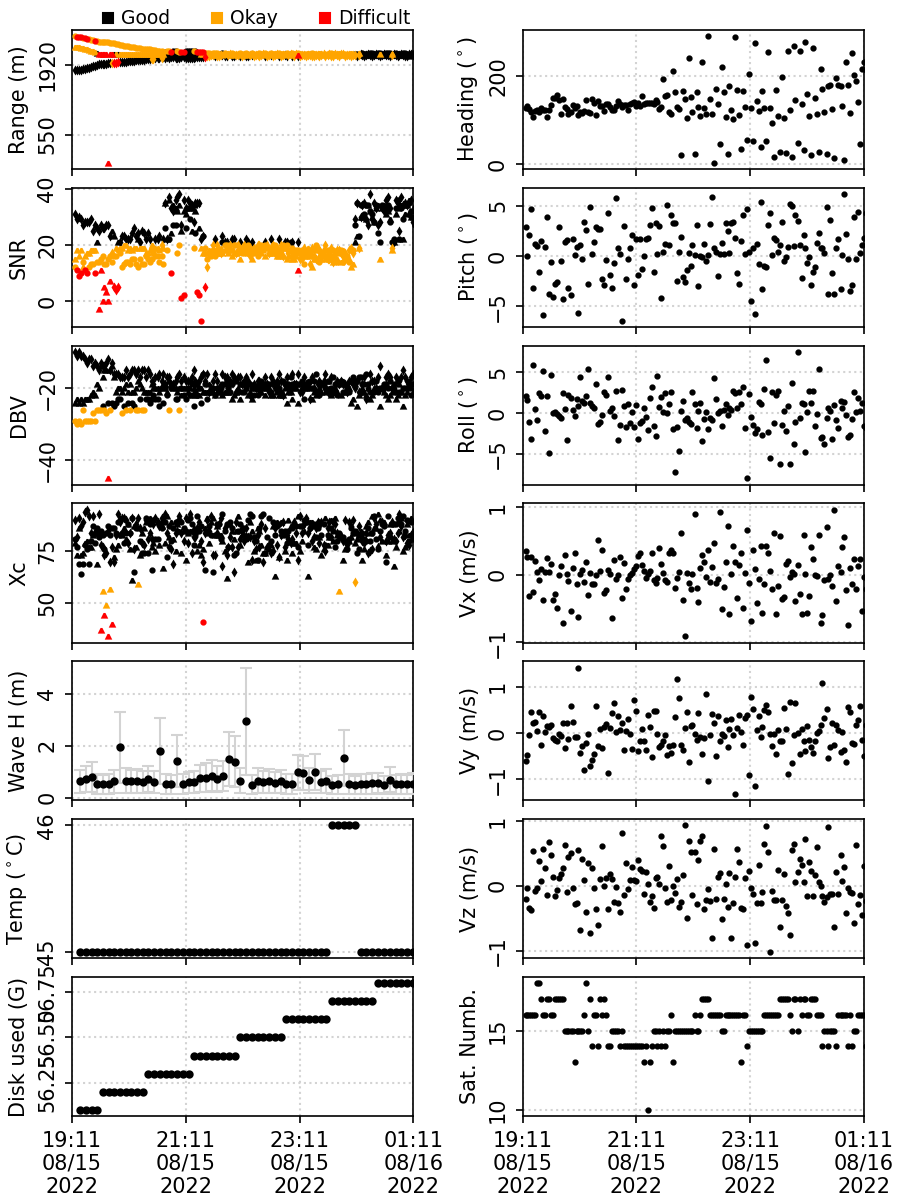 Good Okay Difficult
Range (m)
1920
550
Heading (°)
200
0
SNR
40
20
0
Pitch (°)
5
0
−5
DBV
−20
−40
Roll (°)
5
0
−5
Xc
75
50
Vx (m/s)
1
0
−1
Wave H (m)
4
2
0
Vy (m/s)
1
0
−1
Temp (°C)
46
45
Vz (m/s)
1
0
−1
Disk used (G)
56.75
56.50
56.25
Sat. Numb.
15
10
19:11 21:11 23:11 01:11
08/15 08/15 08/15 08/16
2022 2022 2022 2022
19:11 21:11 23:11 01:11
08/15 08/15 08/15 08/16
2022 2022 2022 2022